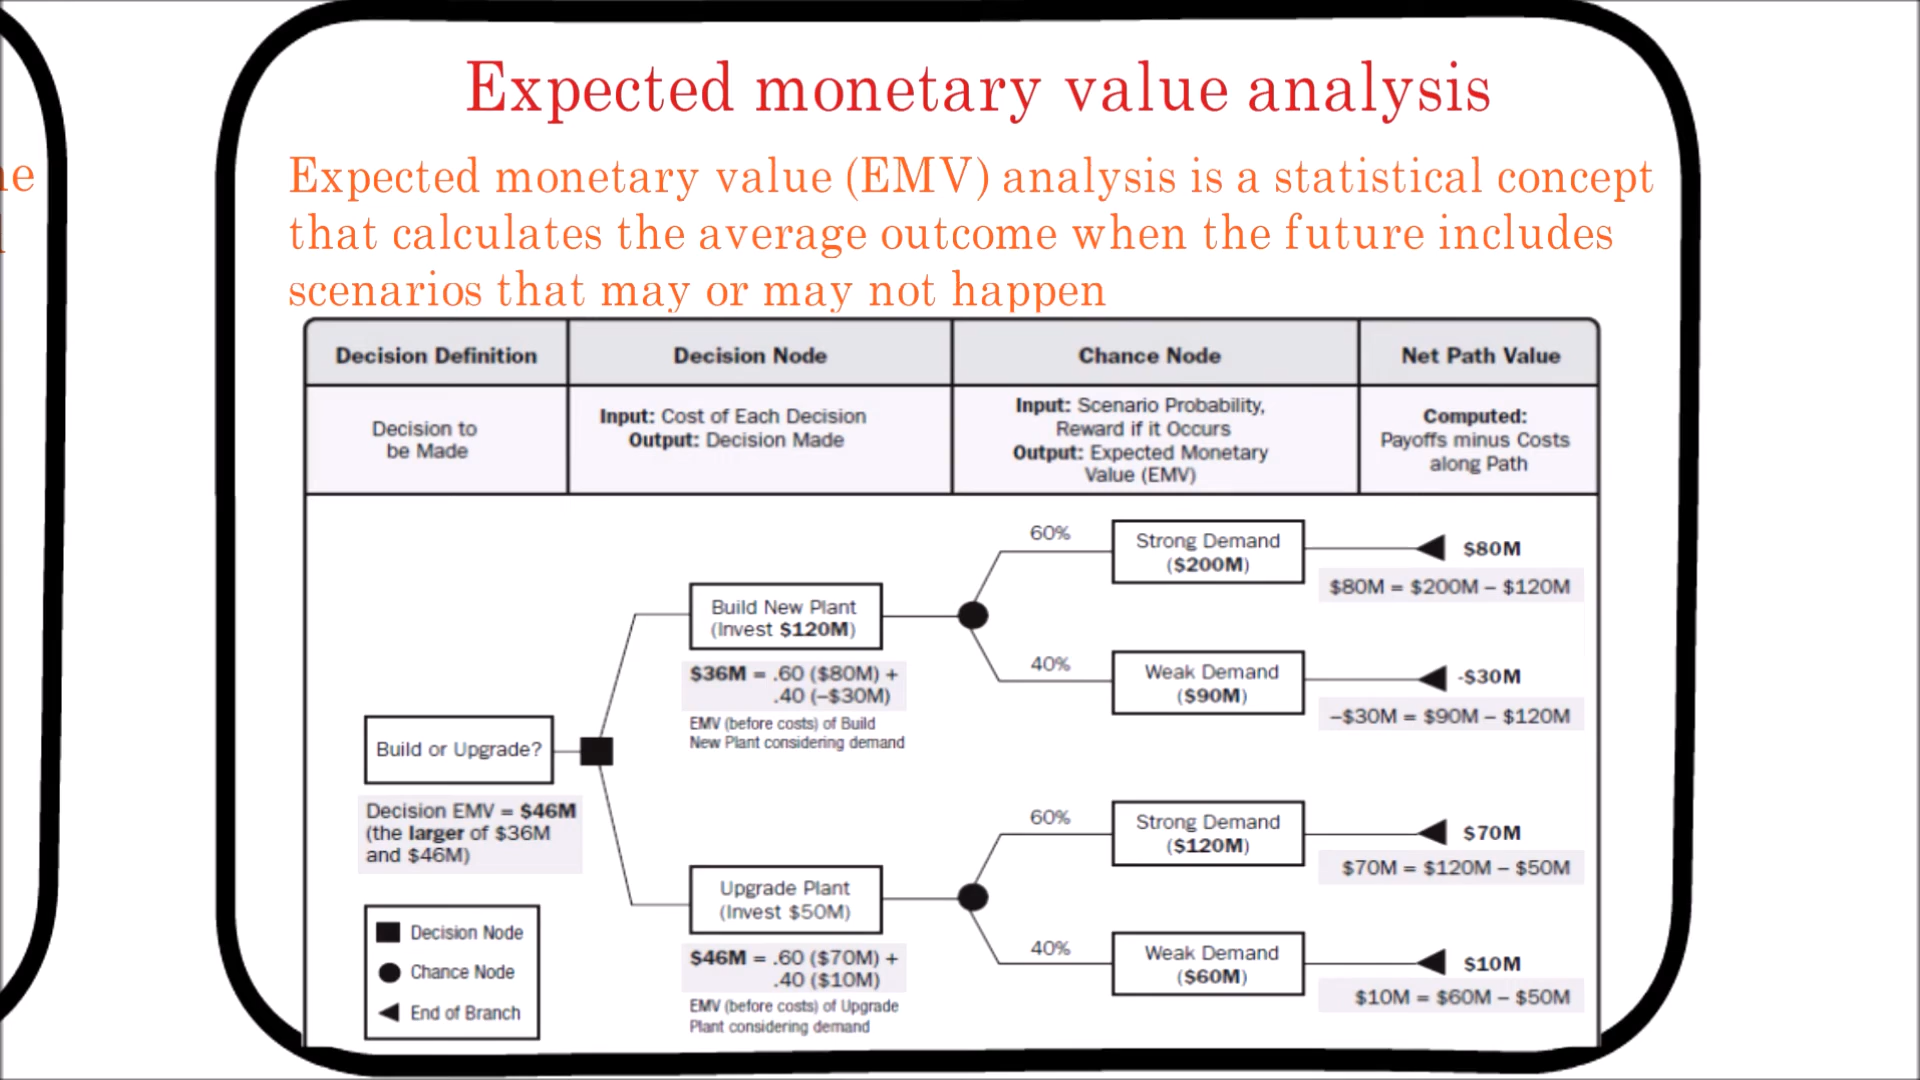 Expected monetary value analysis
Expected monetary value (EMV) analysis is a statistical concept
that calculates the average outcome when the future includes
scenarios that may or may not happen
Decision Definition
Decision Node
Chance Node
Net Path Value
Decision to
be Made
Input: Cost of Each Decision
Output: Decision Made
Input: Scenario Probability,
Reward if it Occurs
Output: Expected Monetary
Value (EMV)
Computed:
Payoffs minus Costs
along Path
Build or Upgrade?
Decision EMV = $46M
(the larger of $36M
and $46M)
Build New Plant
(Invest $120M)
$36M = .60 ($80M) +
.40 (–$30M)
EMV (before costs) of Build
New Plant considering demand
60%
Strong Demand
($200M)
$80M
$80M = $200M – $120M
40%
Weak Demand
($90M)
-$30M
–$30M = $90M – $120M
Upgrade Plant
(Invest $50M)
$46M = .60 ($70M) +
.40 ($10M)
EMV (before costs) of Upgrade
Plant considering demand
60%
Strong Demand
($120M)
$70M
$70M = $120M – $50M
40%
Weak Demand
($60M)
$10M
$10M = $60M – $50M
Decision Node
Chance Node
End of Branch